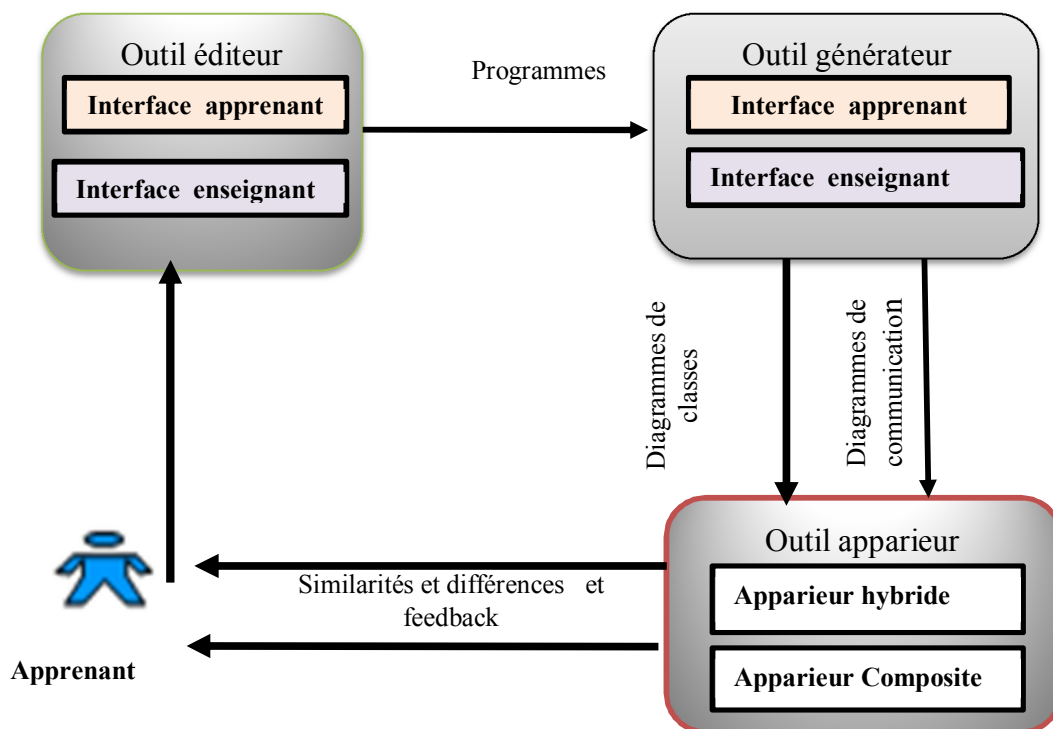 Outil éditeur
Interface apprenant
Interface enseignant
Programmes
Outil générateur
Interface apprenant
Interface enseignant
Diagrammes de
classes
Diagrammes de
communication
Outil apparieur
Apparieur hybride
Apparieur Composite
Similarités et différences et
feedback
Apprenant